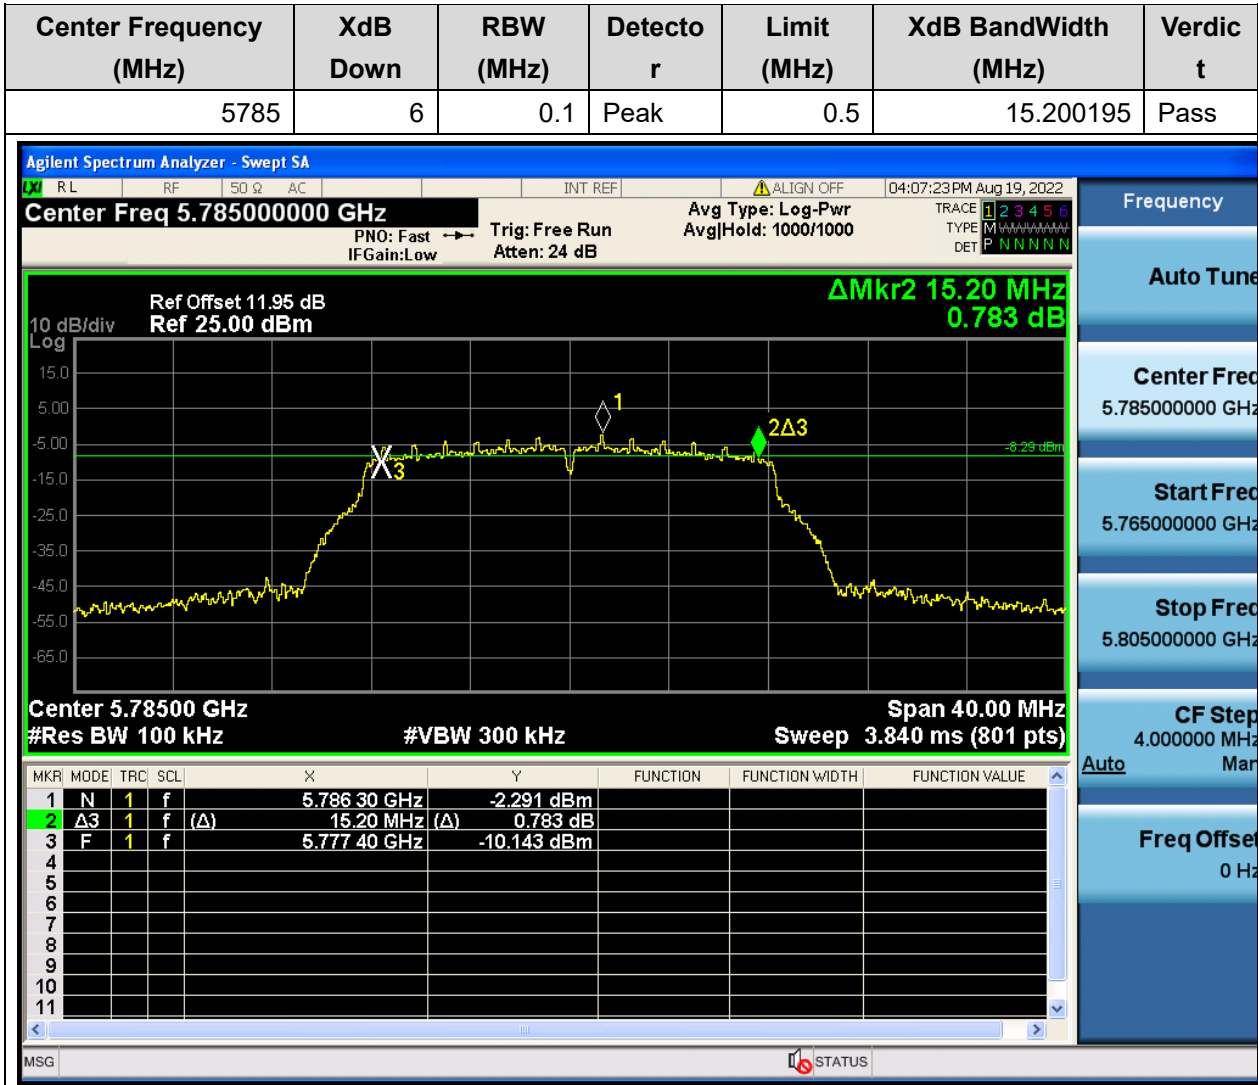 Center Frequency (MHz) XdB Down RBW (MHz) Detecto r Limit (MHz) XdB BandWidth (MHz) Verdic t
5785 6 0.1 Peak 0.5 15.200195 Pass
Agilent Spectrum Analyzer - Swept SA
LXI RL RF 50 Ω AC INT REF ALIGN OFF 04:07:23 PM Aug 19, 2022
Center Freq 5.785000000 GHz
PNO: Fast
IFGain:Low
Trig: Free Run
Atten: 24 dB
Avg Type: Log-Pwr
Avg|Hold: 1000/1000
TRACE 1 2 3 4 5 6
TYPE M
DET P N N N N N
Ref Offset 11.95 dB
10 dB/div Ref 25.00 dBm
Log
ΔMkr2 15.20 MHz
0.783 dB
15.0
5.00
-5.00
-15.0
-25.0
-35.0
-45.0
-55.0
-65.0
1
2Δ3
3
-8.29 dBm
Center 5.78500 GHz Span 40.00 MHz
#Res BW 100 kHz #VBW 300 kHz Sweep 3.840 ms (801 pts)
MKR MODE TRC SCL X Y FUNCTION FUNCTION WIDTH FUNCTION VALUE
1 N 1 f 5.786 30 GHz -2.291 dBm
2 Δ3 1 f (Δ) 15.20 MHz (Δ) 0.783 dB
3 F 1 f 5.777 40 GHz -10.143 dBm
4
5
6
7
8
9
10
11
MSG STATUS
Frequency
Auto Tune
Center Freq
5.785000000 GHz
Start Freq
5.765000000 GHz
Stop Freq
5.805000000 GHz
CF Step
4.000000 MHz
Auto Man
Freq Offset
0 Hz